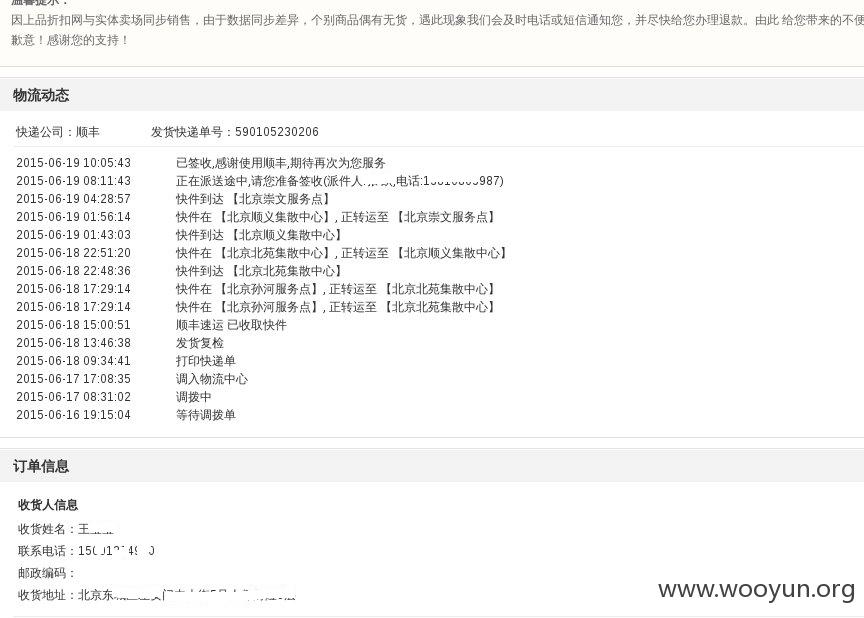 温馨提示：
因上品折扣网与实体卖场同步销售，由于数据同步差异，个别商品偶有无货，遇此现象我们会及时电话或短信通知您，并尽快给您办理退款。由此 给您带来的不便
歉意！感谢您的支持！
物流动态
快递公司：顺丰 发货快递单号：590105230206
2015-06-19 10:05:43 已签收,感谢使用顺丰,期待再次为您服务
2015-06-19 08:11:43 正在派送途中,请您准备签收(派件人: ,电话: 987)
2015-06-19 04:28:57 快件到达 【北京崇文服务点】
2015-06-19 01:56:14 快件在 【北京顺义集散中心】, 正转运至 【北京崇文服务点】
2015-06-19 01:43:03 快件到达 【北京顺义集散中心】
2015-06-18 22:51:20 快件在 【北京北苑集散中心】, 正转运至 【北京顺义集散中心】
2015-06-18 22:48:36 快件到达 【北京北苑集散中心】
2015-06-18 17:29:14 快件在 【北京孙河服务点】, 正转运至 【北京北苑集散中心】
2015-06-18 17:29:14 快件在 【北京孙河服务点】, 正转运至 【北京北苑集散中心】
2015-06-18 15:00:51 顺丰速运 已收取快件
2015-06-18 13:46:38 发货复检
2015-06-18 09:34:41 打印快递单
2015-06-17 17:08:35 调入物流中心
2015-06-17 08:31:02 调拨中
2015-06-16 19:15:04 等待调拨单
订单信息
收货人信息
收货姓名：王
联系电话：150
邮政编码：
收货地址：北京东
www.wooyun.org